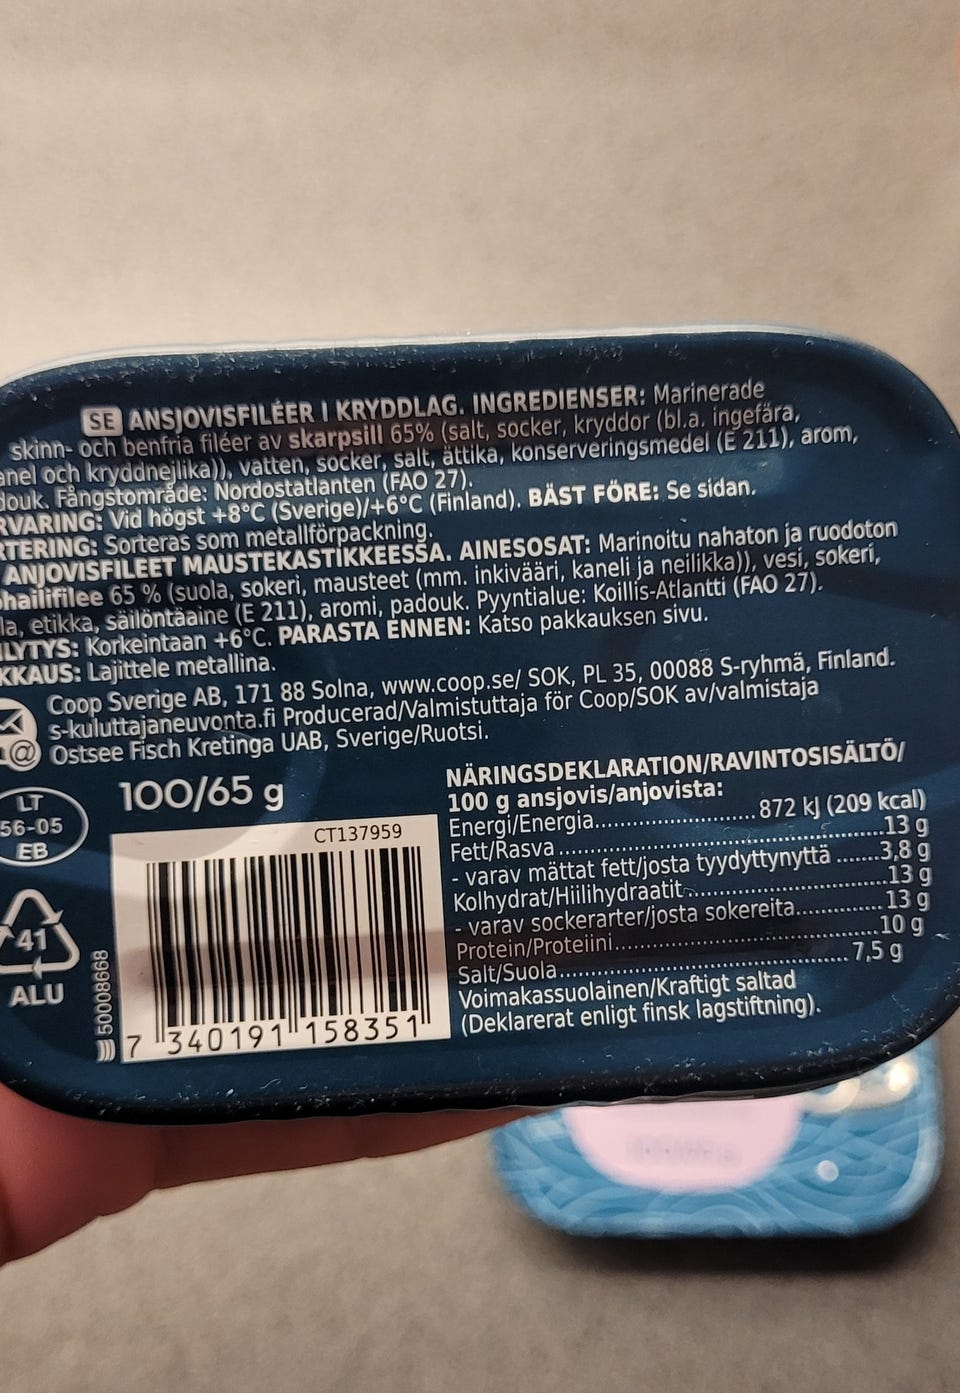 SE ANSJOVISFILÉER I KRYDDLAG. INGREDIENSER: Marinerade
skinn- och benfria filéer av skarpsill 65% (salt, socker, kryddor (bl.a. ingefära,
anel och kryddnejlika)), vatten, socker, salt, ättika, konserveringsmedel (E 211), arom,
douk. Fångstområde: Nordostatlanten (FAO 27).
RVARING: Vid högst +8°C (Sverige)/+6°C (Finland). BÄST FÖRE: Se sidan.
RTERING: Sorteras som metallförpackning.
ANJOVISFILEET MAUSTEKASTIKKEESSA. AINESOSAT: Marinoitu nahaton ja ruodoton
hailifilee 65 % (suola, sokeri, mausteet (mm. inkivääri, kaneli ja neilikka)), vesi, sokeri,
la, etikka, säilöntäaine (E 211), aromi, padouk. Pyyntialue: Koillis-Atlantti (FAO 27).
ILYTYS: Korkeintaan +6°C. PARASTA ENNEN: Katso pakkauksen sivu.
KKAUS: Lajittele metallina.
Coop Sverige AB, 171 88 Solna, www.coop.se/ SOK, PL 35, 00088 S-ryhmä, Finland.
s-kuluttajaneuvonta.fi Producerad/Valmistuttaja för Coop/SOK av/valmistaja
@ Ostsee Fisch Kretinga UAB, Sverige/Ruotsi.
100/65 g
LT
56-05
EB
41
ALU
50008668
CT137959
7 340191 158351
NÄRINGSDEKLARATION/RAVINTOSISÄLTÖ/
100 g ansjovis/anjovista:
Energi/Energia.....................872 kJ (209 kcal)
Fett/Rasva..........................................13 g
- varav mättat fett/josta tyydyttynyttä.......3,8 g
Kolhydrat/Hiilihydraatit.........................13 g
- varav sockerarter/josta sokereita............13 g
Protein/Proteiini..................................10 g
Salt/Suola.......................................7,5 g
Voimakassuolainen/Kraftigt saltad
(Deklarerat enligt finsk lagstiftning).